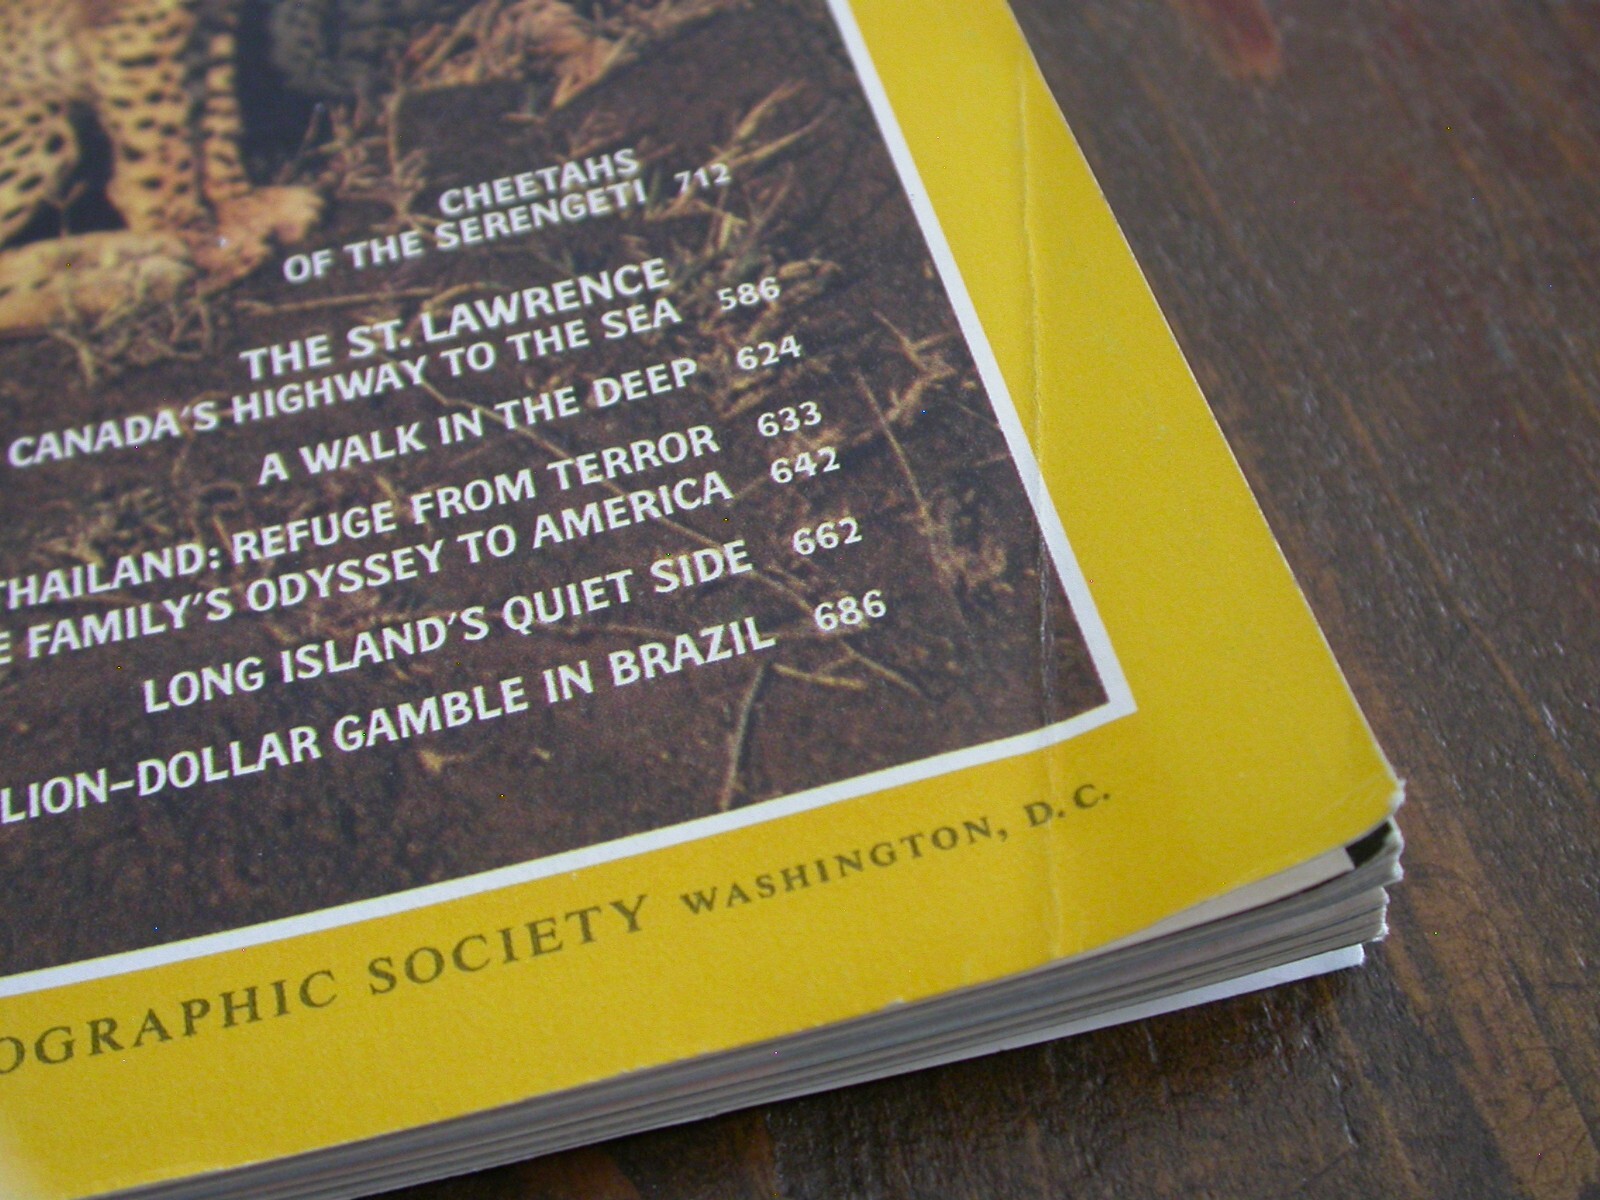 CHEETAHS
OF THE SERENGETI 712
THE ST. LAWRENCE
CANADA'S HIGHWAY TO THE SEA 586
A WALK IN THE DEEP 624
THAILAND: REFUGE FROM TERROR 633
FAMILY'S ODYSSEY TO AMERICA 642
LONG ISLAND'S QUIET SIDE 662
LION-DOLLAR GAMBLE IN BRAZIL 686
OGRAPHIC SOCIETY WASHINGTON, D.C.